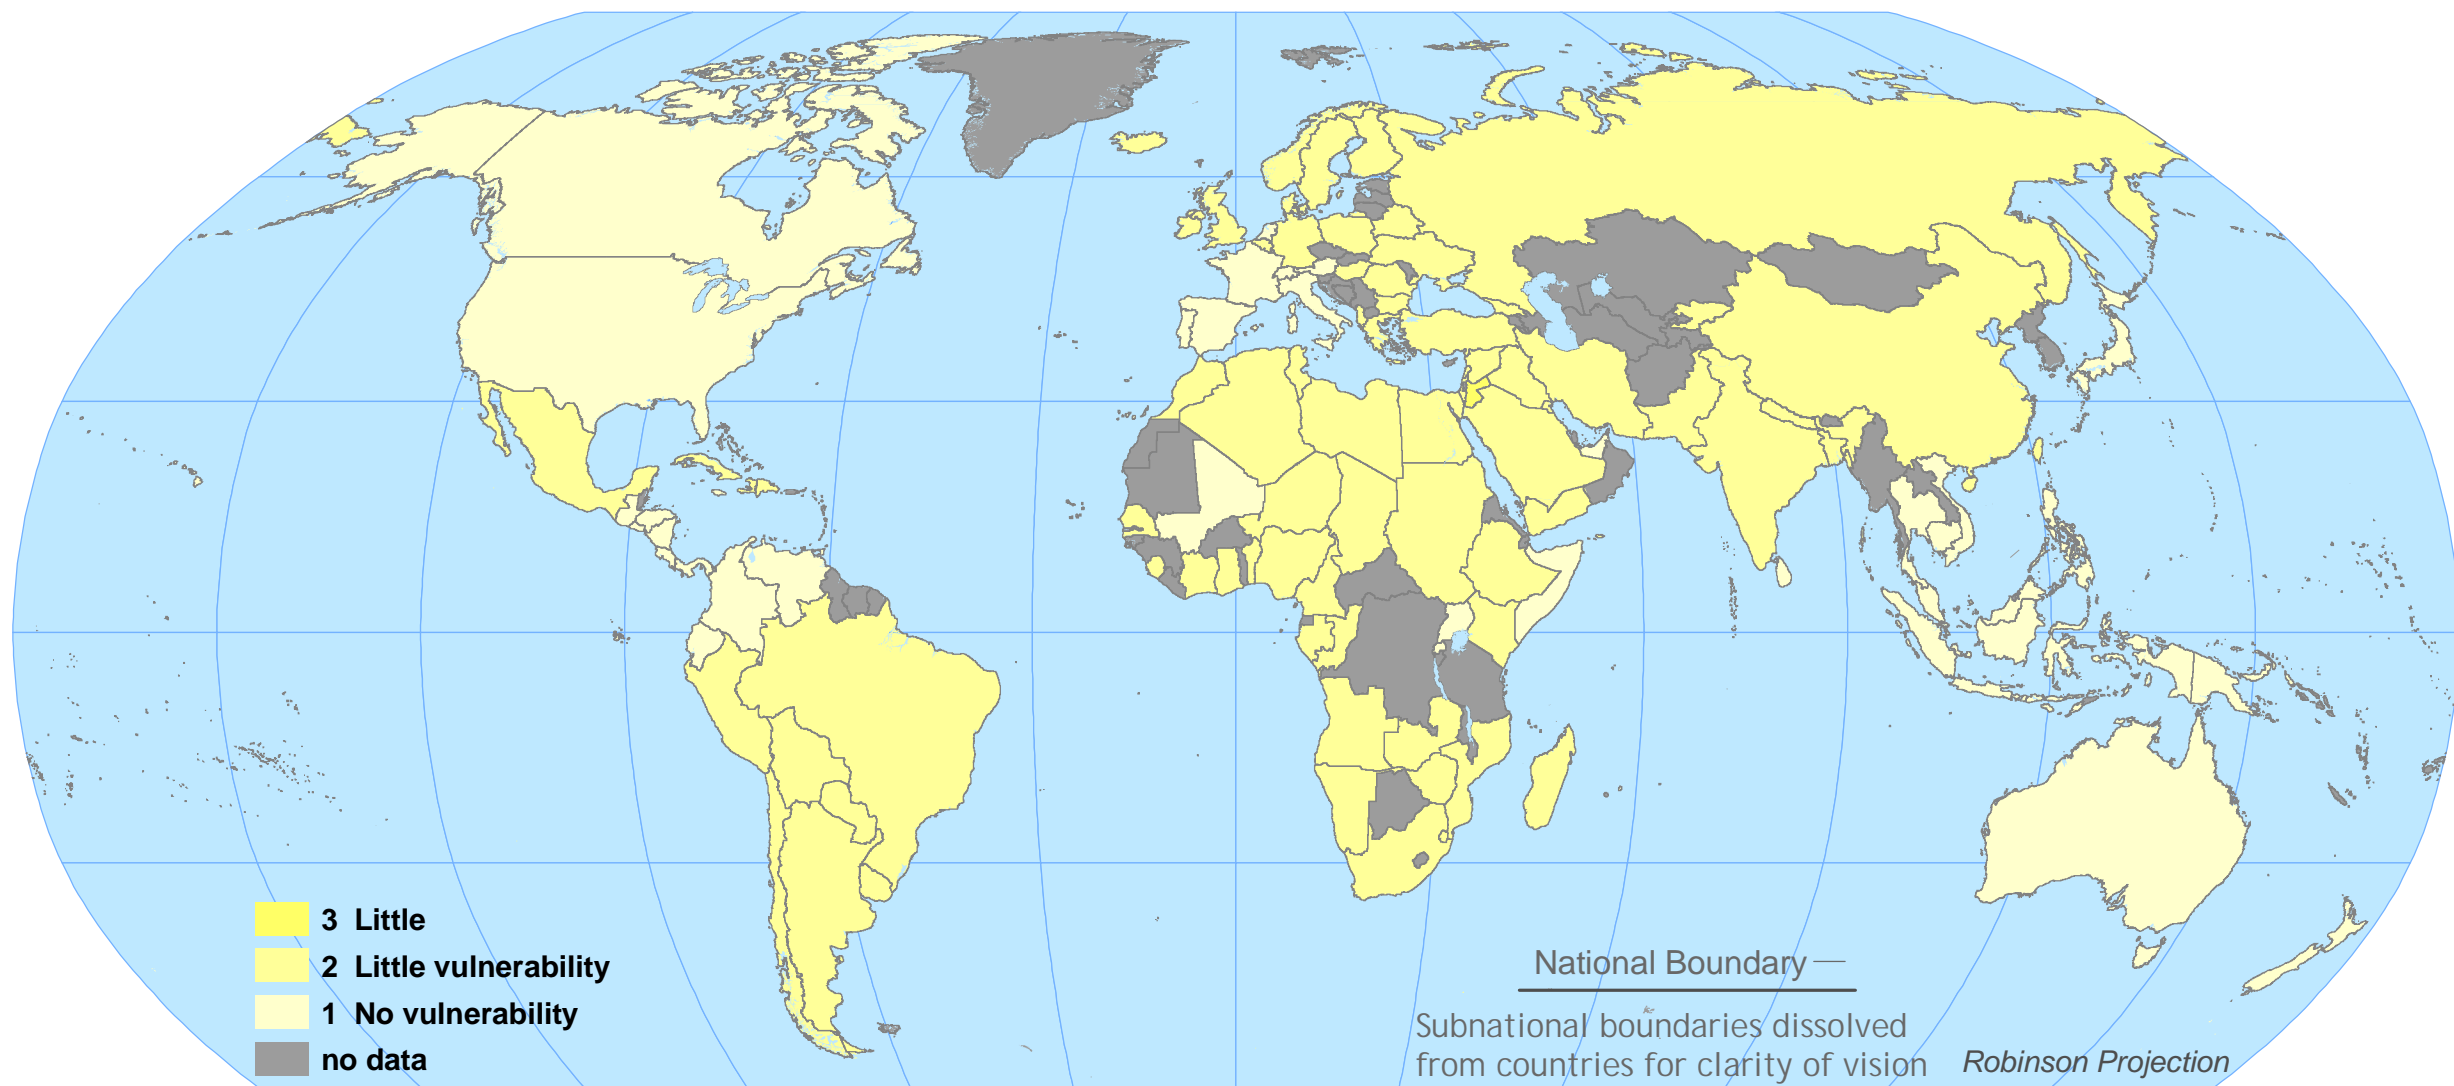 3 Little
2 Little vulnerability
1 No vulnerability
no data
National Boundary
Subnational boundaries dissolved
from countries for clarity of vision
Robinson Projection